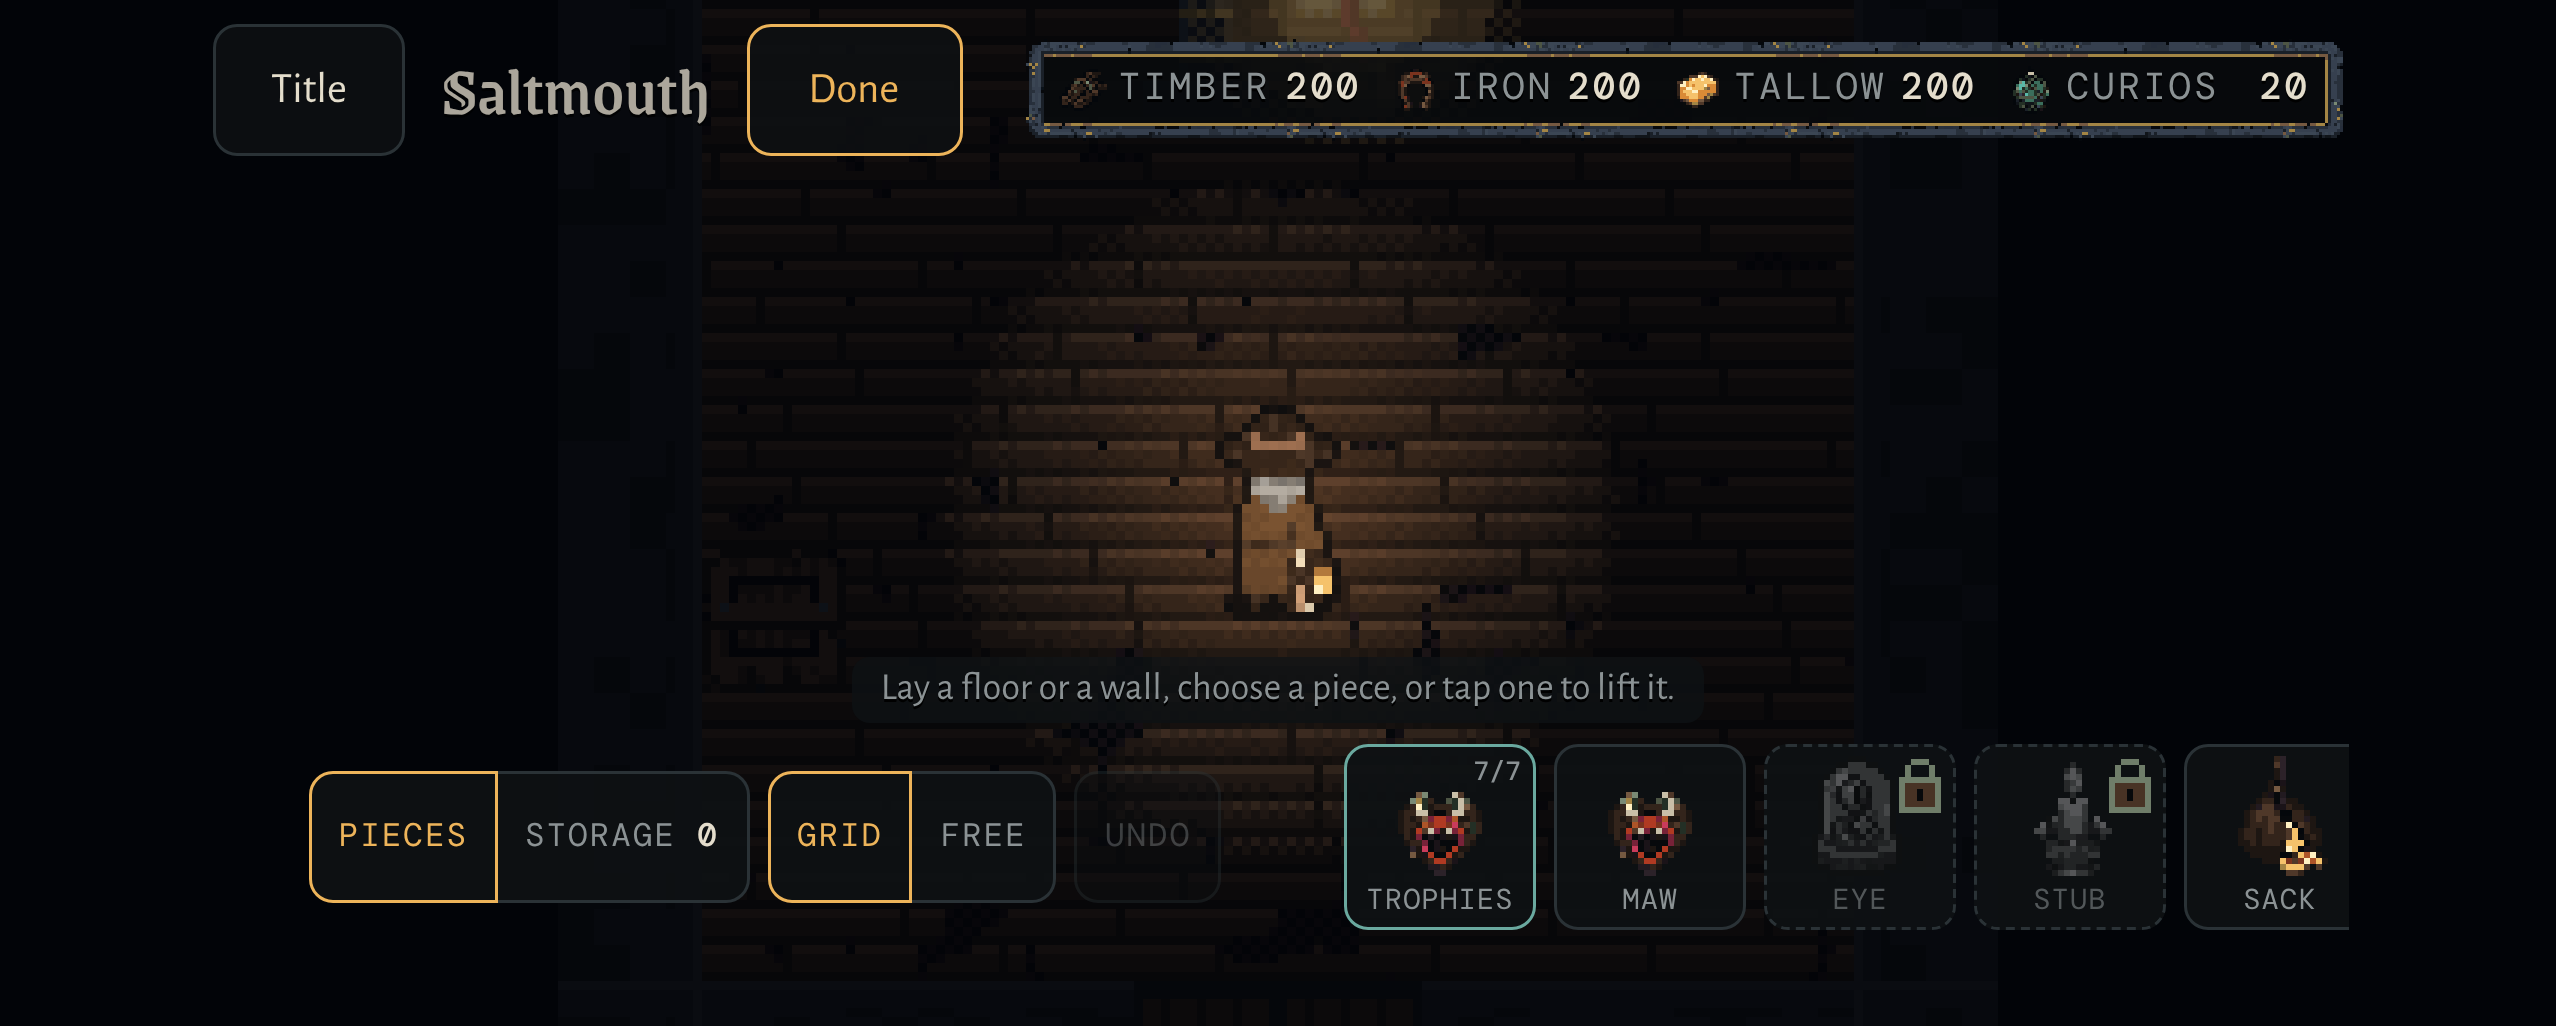 Title Saltmouth Done TIMBER 200 IRON 200 TALLOW 200 CURIOS 20
Lay a floor or a wall, choose a piece, or tap one to lift it.
7/7
PIECES STORAGE 0 GRID FREE UNDO
TROPHIES MAW EYE STUB SACK